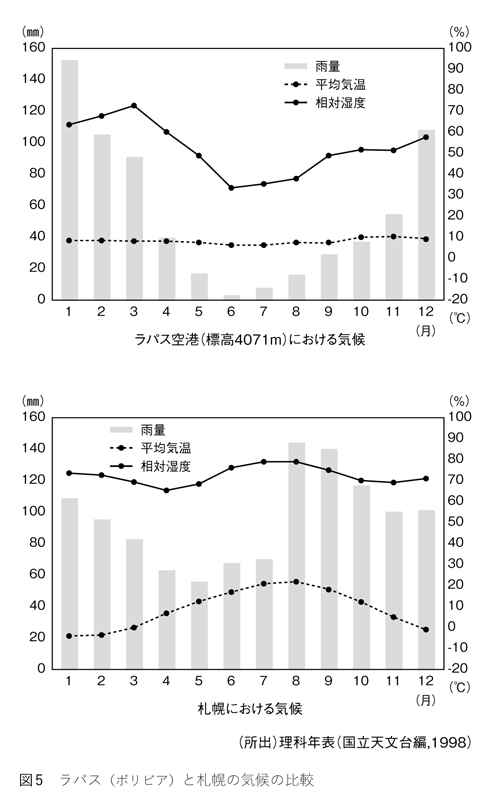 (㎜) (%)
160 100
140 90
120 80
100 70
80 60
60 50
40 40
20 30
0 20
10
0
-10
-20
雨量
平均気温
相対湿度
1 2 3 4 5 6 7 8 9 10 11 12 (℃)
(月)
ラパス空港(標高4071m)における気候
(㎜) (%)
160 100
140 90
120 80
100 70
80 60
60 50
40 40
20 30
0 20
10
0
-10
-20
雨量
平均気温
相対湿度
1 2 3 4 5 6 7 8 9 10 11 12 (℃)
(月)
札幌における気候
(所出)理科年表(国立天文台編,1998)
図5 ラパス(ボリビア)と札幌の気候の比較